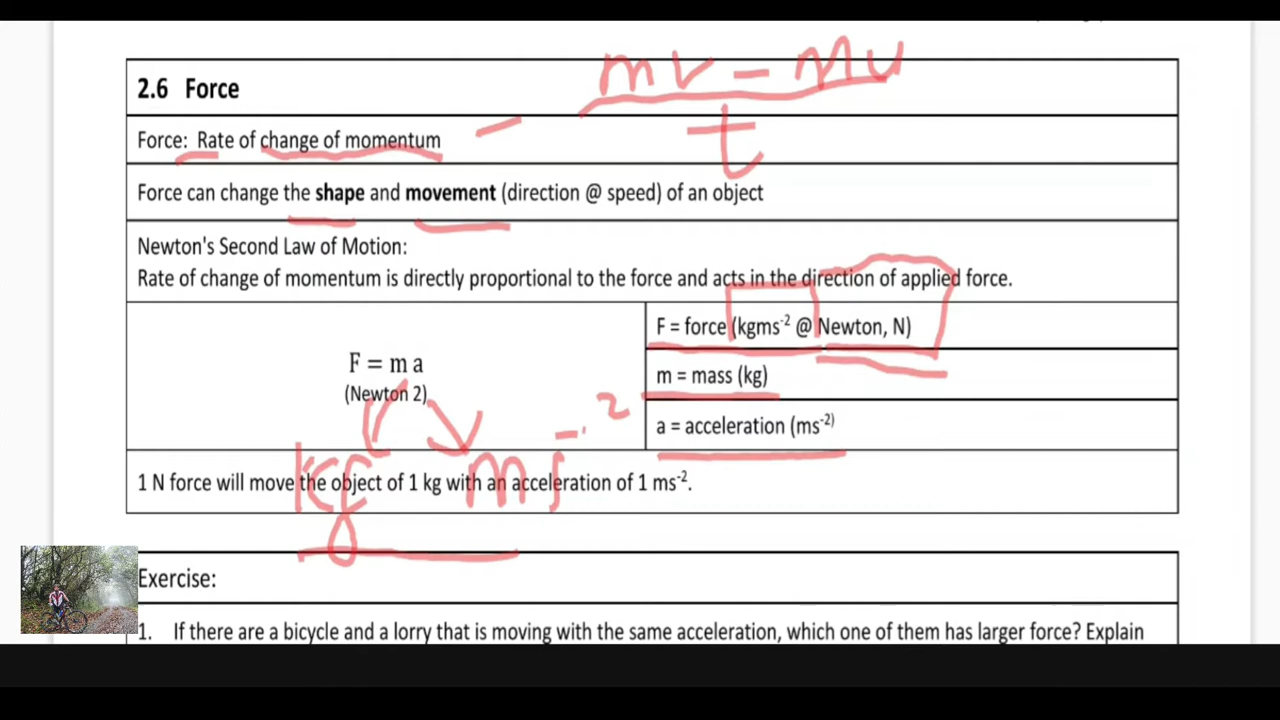 mv - mu
2.6 Force
t
Force: Rate of change of momentum
Force can change the shape and movement (direction @ speed) of an object
Newton's Second Law of Motion:
Rate of change of momentum is directly proportional to the force and acts in the direction of applied force.
F = m a
(Newton 2)
F = force (kgms⁻² @ Newton, N)
m = mass (kg)
a = acceleration (ms⁻²)
kg ms⁻²
1 N force will move the object of 1 kg with an acceleration of 1 ms⁻².
Exercise:
1. If there are a bicycle and a lorry that is moving with the same acceleration, which one of them has larger force? Explain